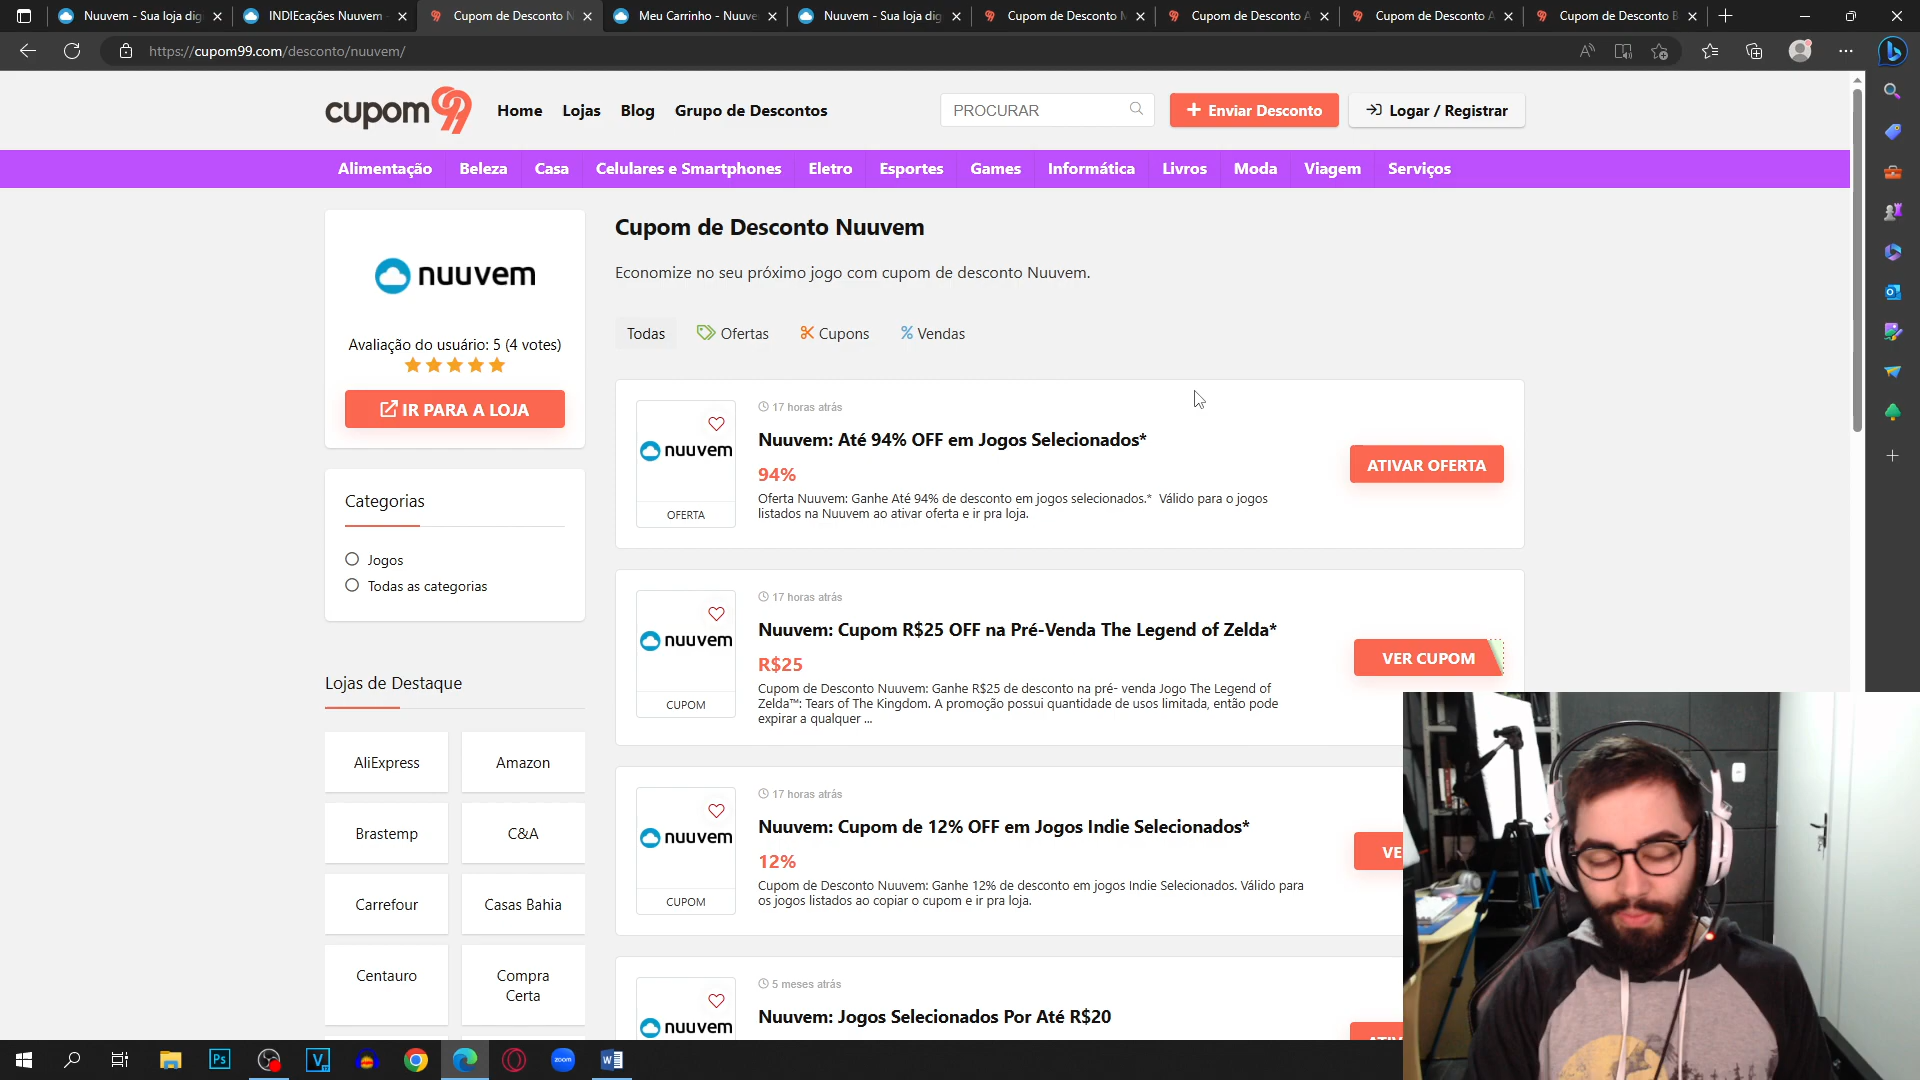 Nuuvem - Sua loja dig
INDIEcações Nuuvem -
Cupom de Desconto N
Meu Carrinho - Nuuve
Nuuvem - Sua loja dig
Cupom de Desconto N
Cupom de Desconto A
Cupom de Desconto A
Cupom de Desconto B
https://cupom99.com/desconto/nuuvem/
cupom99
Home Lojas Blog Grupo de Descontos
PROCURAR
+ Enviar Desconto
Logar / Registrar
Alimentação Beleza Casa Celulares e Smartphones Eletro Esportes Games Informática Livros Moda Viagem Serviços
nuuvem
Avaliação do usuário: 5 (4 votes)
IR PARA A LOJA
Categorias
Jogos
Todas as categorias
Lojas de Destaque
AliExpress
Amazon
Brastemp
C&A
Carrefour
Casas Bahia
Centauro
Compra
Certa
Cupom de Desconto Nuuvem
Economize no seu próximo jogo com cupom de desconto Nuuvem.
Todas Ofertas Cupons % Vendas
nuuvem
OFERTA
17 horas atrás
Nuuvem: Até 94% OFF em Jogos Selecionados*
94%
Oferta Nuuvem: Ganhe Até 94% de desconto em jogos selecionados.* Válido para o jogos
listados na Nuuvem ao ativar oferta e ir pra loja.
ATIVAR OFERTA
nuuvem
CUPOM
17 horas atrás
Nuuvem: Cupom R$25 OFF na Pré-Venda The Legend of Zelda*
R$25
Cupom de Desconto Nuuvem: Ganhe R$25 de desconto na pré- venda Jogo The Legend of
Zelda™: Tears of The Kingdom. A promoção possui quantidade de usos limitada, então pode
expirar a qualquer ...
VER CUPOM
nuuvem
CUPOM
17 horas atrás
Nuuvem: Cupom de 12% OFF em Jogos Indie Selecionados*
12%
Cupom de Desconto Nuuvem: Ganhe 12% de desconto em jogos Indie Selecionados. Válido para
os jogos listados ao copiar o cupom e ir pra loja.
VE
nuuvem
5 meses atrás
Nuuvem: Jogos Selecionados Por Até R$20
Ps
V
zoom
W